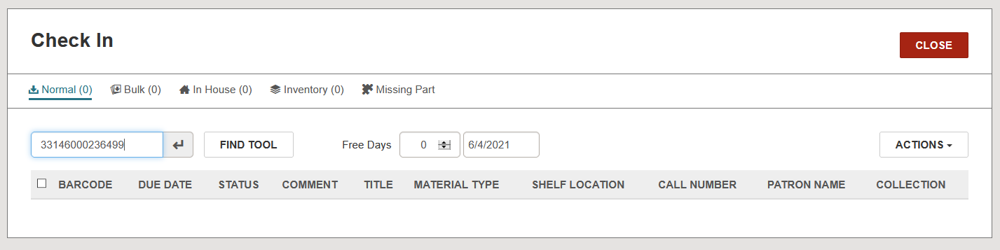 Check In
CLOSE
Normal (0) Bulk (0) In House (0) Inventory (0) Missing Part
33146000236499 FIND TOOL Free Days 0 6/4/2021 ACTIONS
BARCODE DUE DATE STATUS COMMENT TITLE MATERIAL TYPE SHELF LOCATION CALL NUMBER PATRON NAME COLLECTION